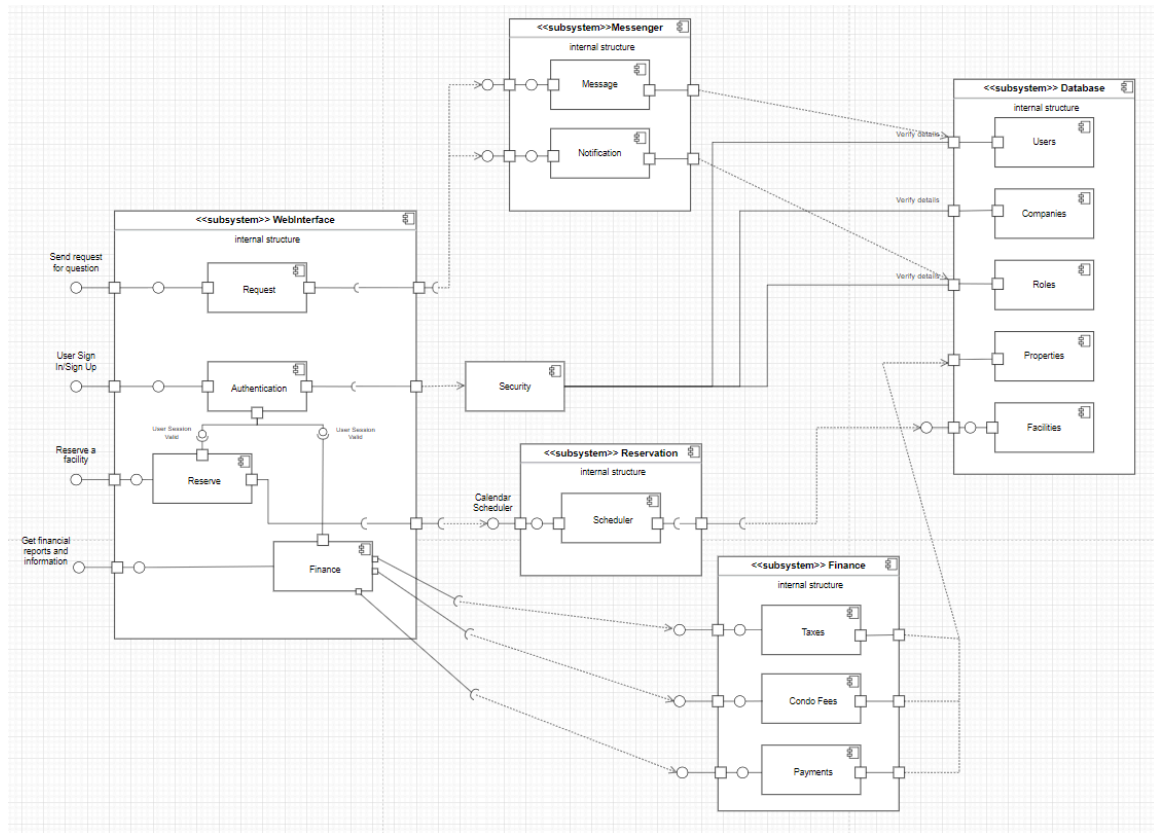 <<subsystem>>Messenger
internal structure
Message
Notification
<<subsystem>> Database
internal structure
Verify details
Users
Verify details
Companies
Verify details
Roles
Properties
Facilities
<<subsystem>> WebInterface
internal structure
Send request
for question
Request
User Sign
In/Sign Up
Authentication
User Session
Valid
User Session
Valid
Reserve a
facility
Reserve
Get financial
reports and
information
Finance
Security
<<subsystem>> Reservation
internal structure
Calendar
Scheduler
Scheduler
<<subsystem>> Finance
internal structure
Taxes
Condo Fees
Payments